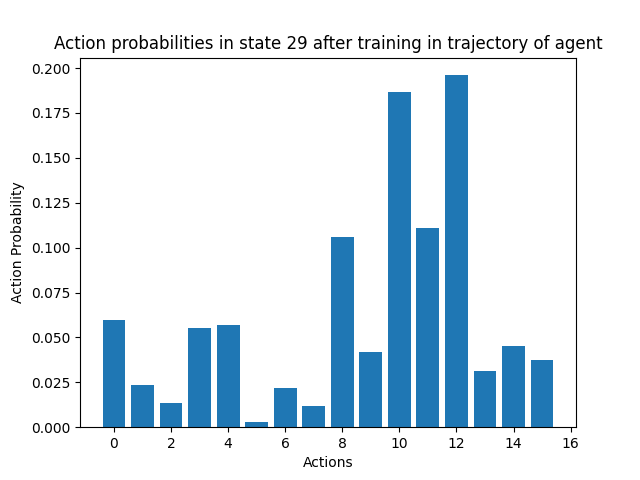 Action probabilities in state 29 after training in trajectory of agent
0.200
0.175
0.150
0.125
0.100
0.075
0.050
0.025
0.000
Action Probability
0 2 4 6 8 10 12 14 16
Actions